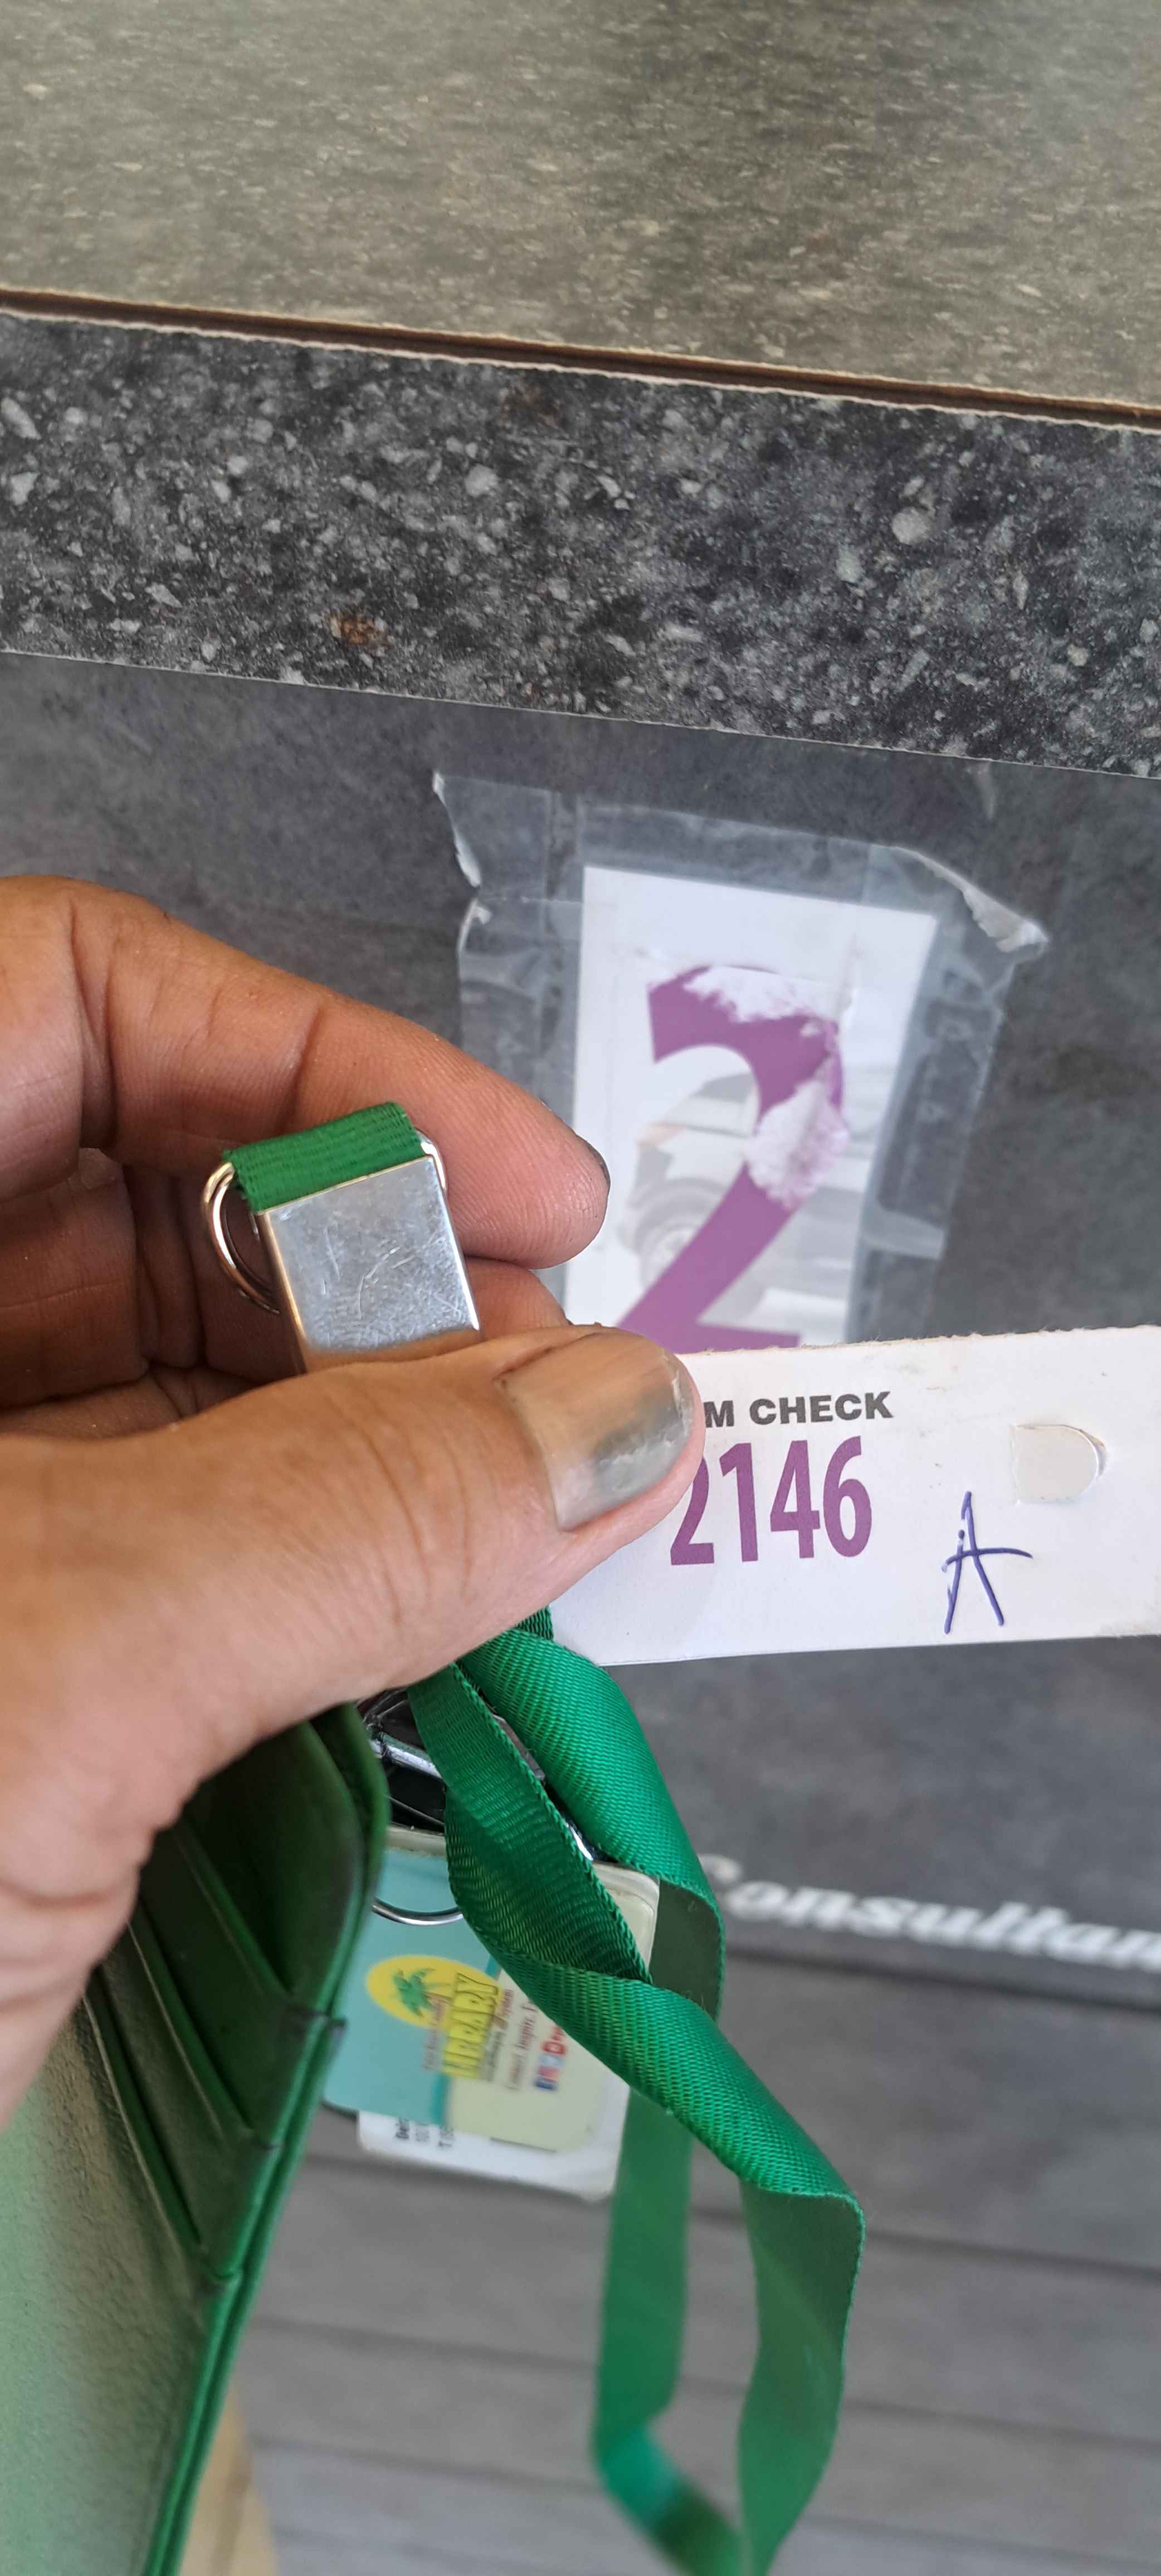 2
M CHECK
2146
A
Consultan
LIBRARY